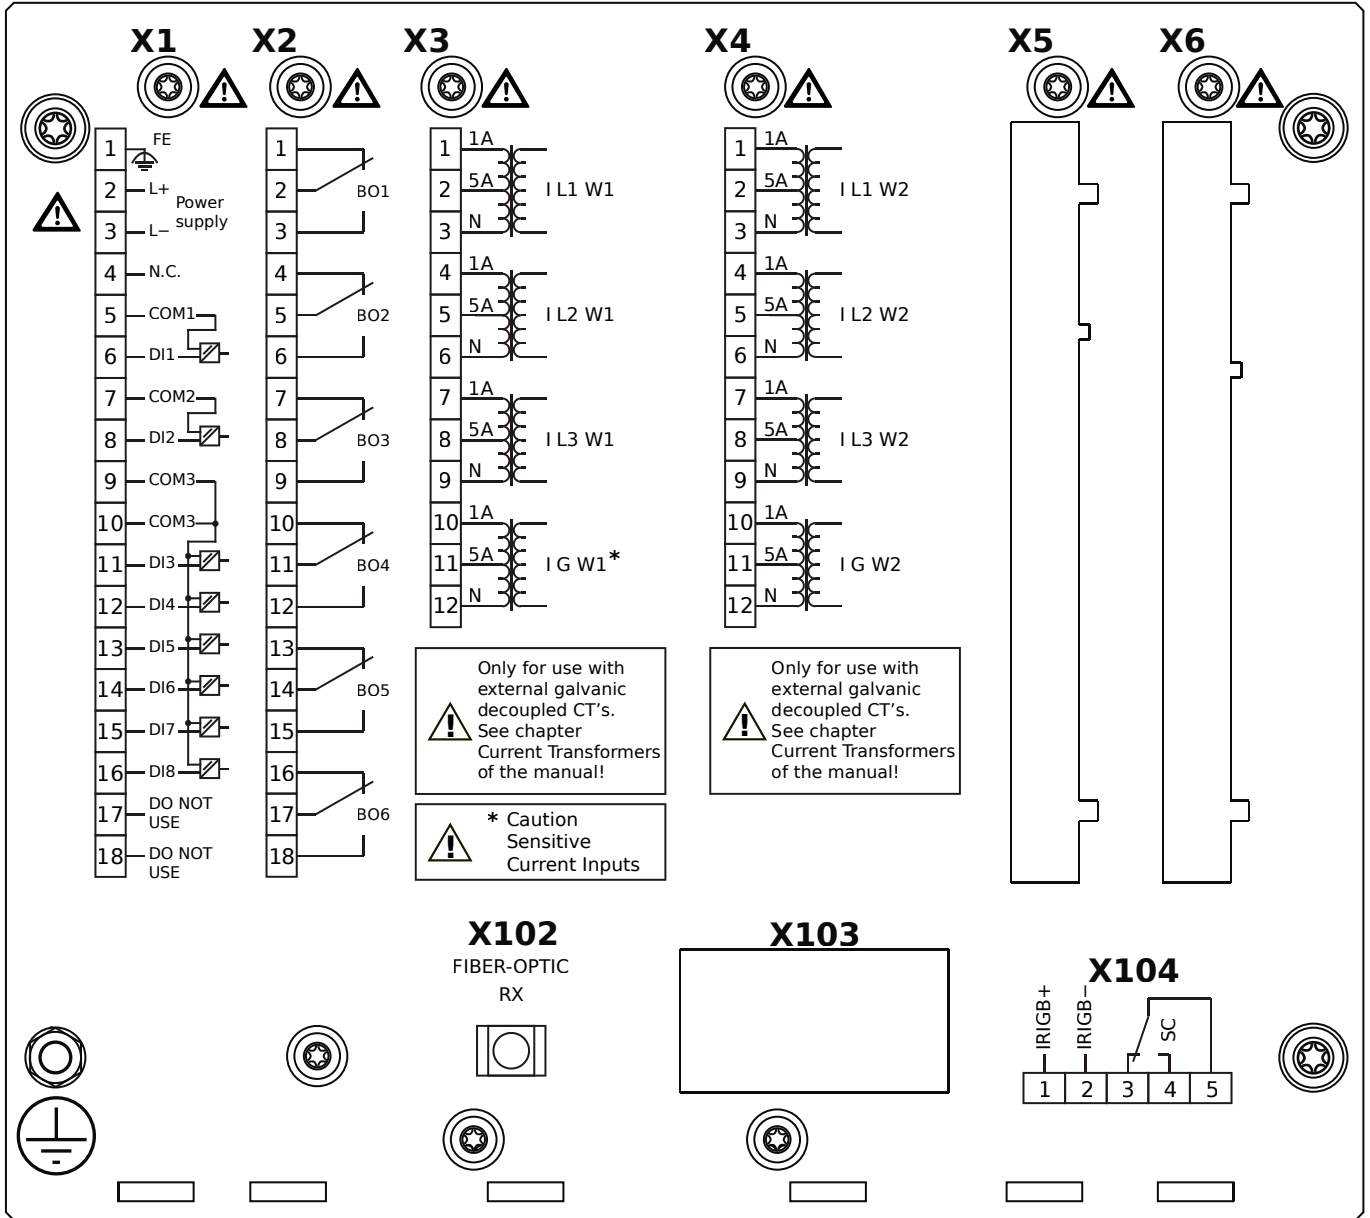 X1
X2
X3
X4
X5
X6
1
FE
2
L+
Power
supply
3
L−
4
N.C.
5
COM1
6
DI1
7
COM2
8
DI2
9
COM3
10
COM3
11
DI3
12
DI4
13
DI5
14
DI6
15
DI7
16
DI8
17
DO NOT
USE
18
DO NOT
USE
1
2
BO1
3
4
5
BO2
6
7
8
BO3
9
10
11
BO4
12
13
14
BO5
15
16
17
BO6
18
1
1A
2
5A
I L1 W1
3
N
4
1A
5
5A
I L2 W1
6
N
7
1A
8
5A
I L3 W1
9
N
10
1A
11
5A
I G W1*
12
N
Only for use with
external galvanic
decoupled CT's.
See chapter
Current Transformers
of the manual!
* Caution
Sensitive
Current Inputs
1
1A
2
5A
I L1 W2
3
N
4
1A
5
5A
I L2 W2
6
N
7
1A
8
5A
I L3 W2
9
N
10
1A
11
5A
I G W2
12
N
Only for use with
external galvanic
decoupled CT's.
See chapter
Current Transformers
of the manual!
X102
FIBER-OPTIC
RX
X103
X104
IRIGB+
IRIGB−
SC
1
2
3
4
5